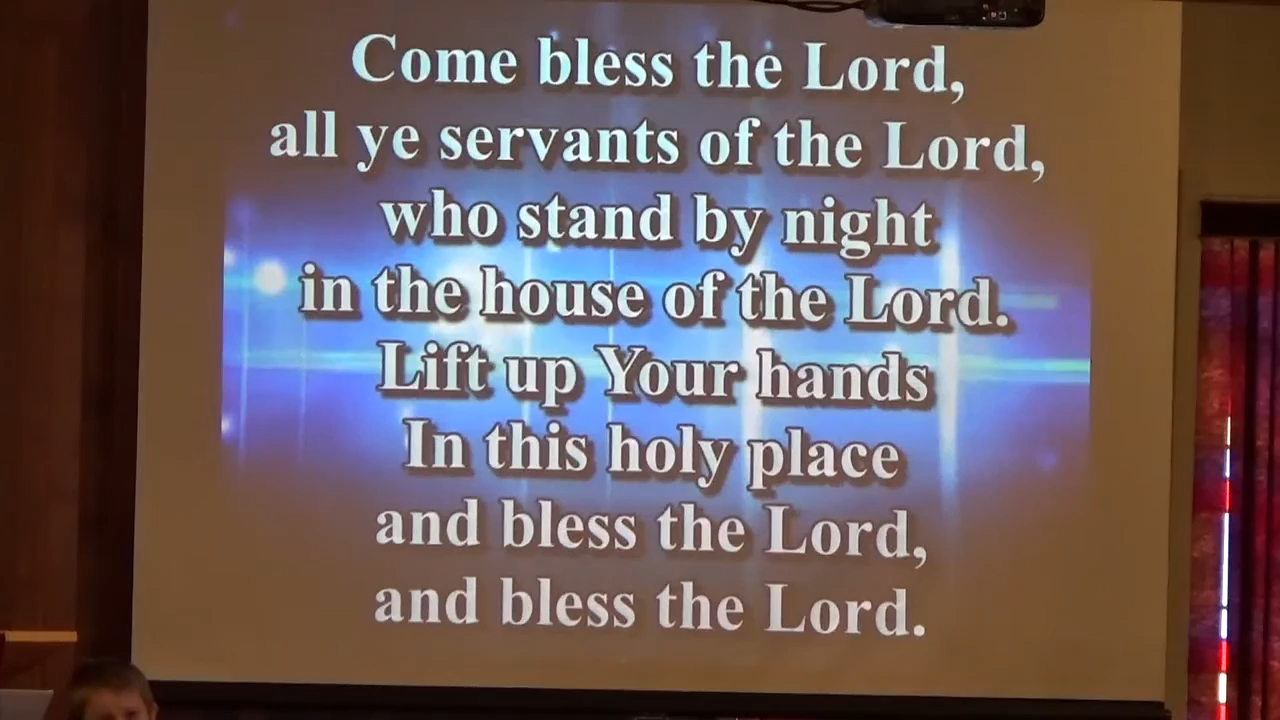 Come bless the Lord,
all ye servants of the Lord,
who stand by night
in the house of the Lord.
Lift up Your hands
In this holy place
and bless the Lord,
and bless the Lord.